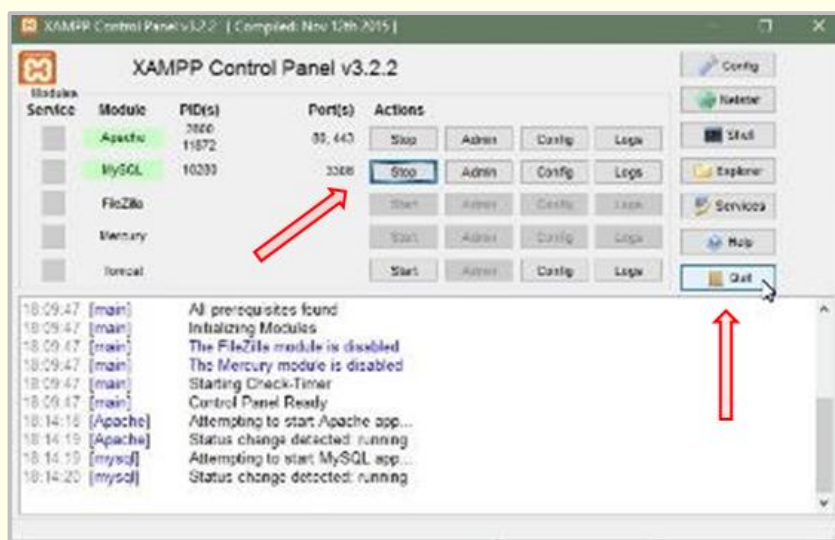 XAMPP Control Panel v3.2.2 [ Compiled: Nov 12th 2015 ]
XAMPP Control Panel v3.2.2
Modules
Service Module PID(s) Port(s) Actions
Apache 11872 80, 443 Stop Admin Config Logs
MySQL 10280 Stop Admin Config Logs
FileZilla Start Admin Config Logs
Mercury Start Admin Config Logs
Tomcat Start Admin Config Logs
Config
Netstat
Shell
Explorer
Services
Help
Quit
18:09:47 [main] All prerequisites found
18:09:47 [main] Initializing Modules
18:09:47 [main] The FileZilla module is disabled
18:09:47 [main] The Mercury module is disabled
18:09:47 [main] Starting Check-Timer
18:09:47 [main] Control Panel Ready
18:14:18 [Apache] Attempting to start Apache app...
18:14:19 [Apache] Status change detected: running
18:14:19 [mysql] Attempting to start MySQL app...
18:14:20 [mysql] Status change detected: running